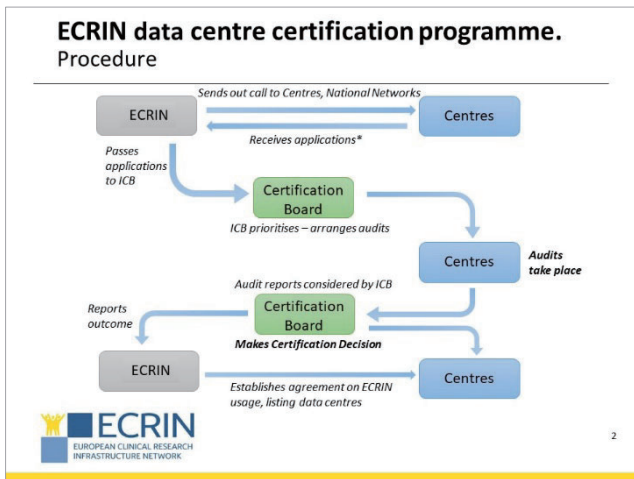 ECRIN data centre certification programme.
Procedure
Sends out call to Centres, National Networks
ECRIN
Centres
Receives applications*
Passes
applications
to ICB
Certification
Board
ICB prioritises – arranges audits
Centres
Audits
take place
Audit reports considered by ICB
Reports
outcome
Certification
Board
Makes Certification Decision
ECRIN
Centres
Establishes agreement on ECRIN
usage, listing data centres
ECRIN
EUROPEAN CLINICAL RESEARCH
INFRASTRUCTURE NETWORK
2